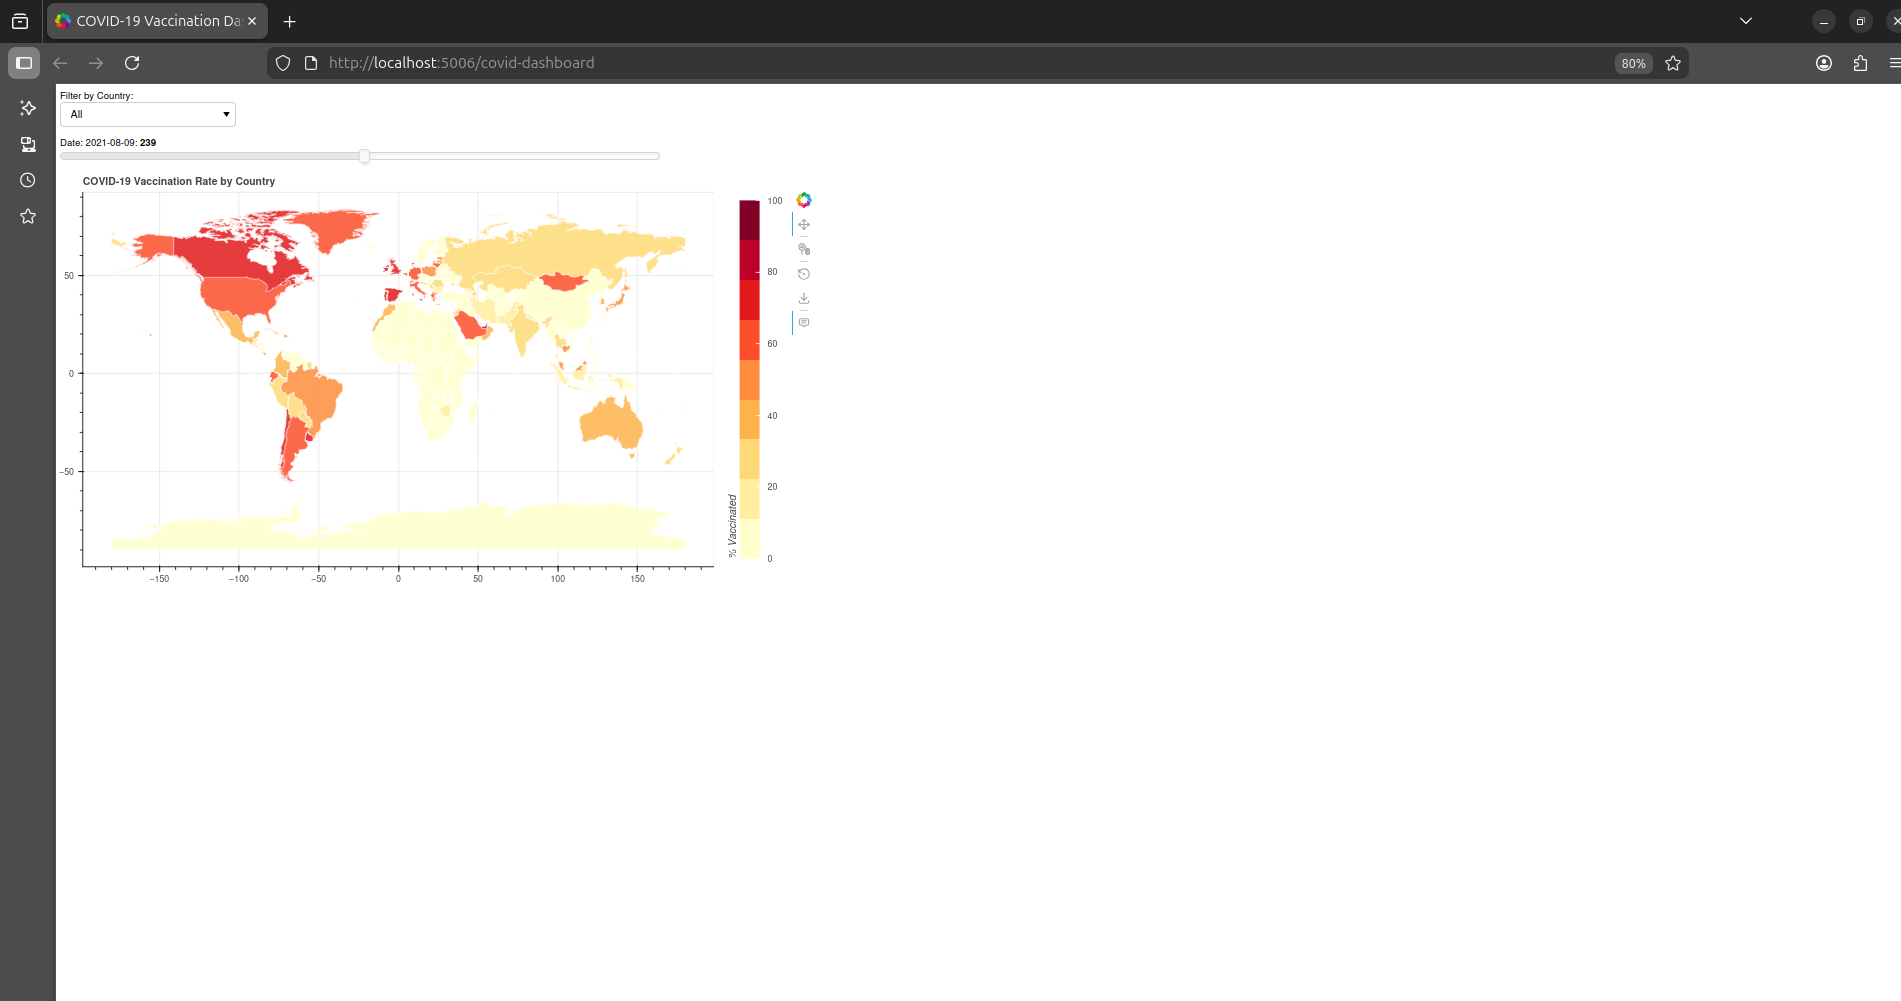 COVID-19 Vaccination Da
http://localhost:5006/covid-dashboard
80%
Filter by Country:
All
Date: 2021-08-09: 239
COVID-19 Vaccination Rate by Country
50
0
−50
−150
−100
−50
0
50
100
150
100
80
60
40
20
0
% Vaccinated